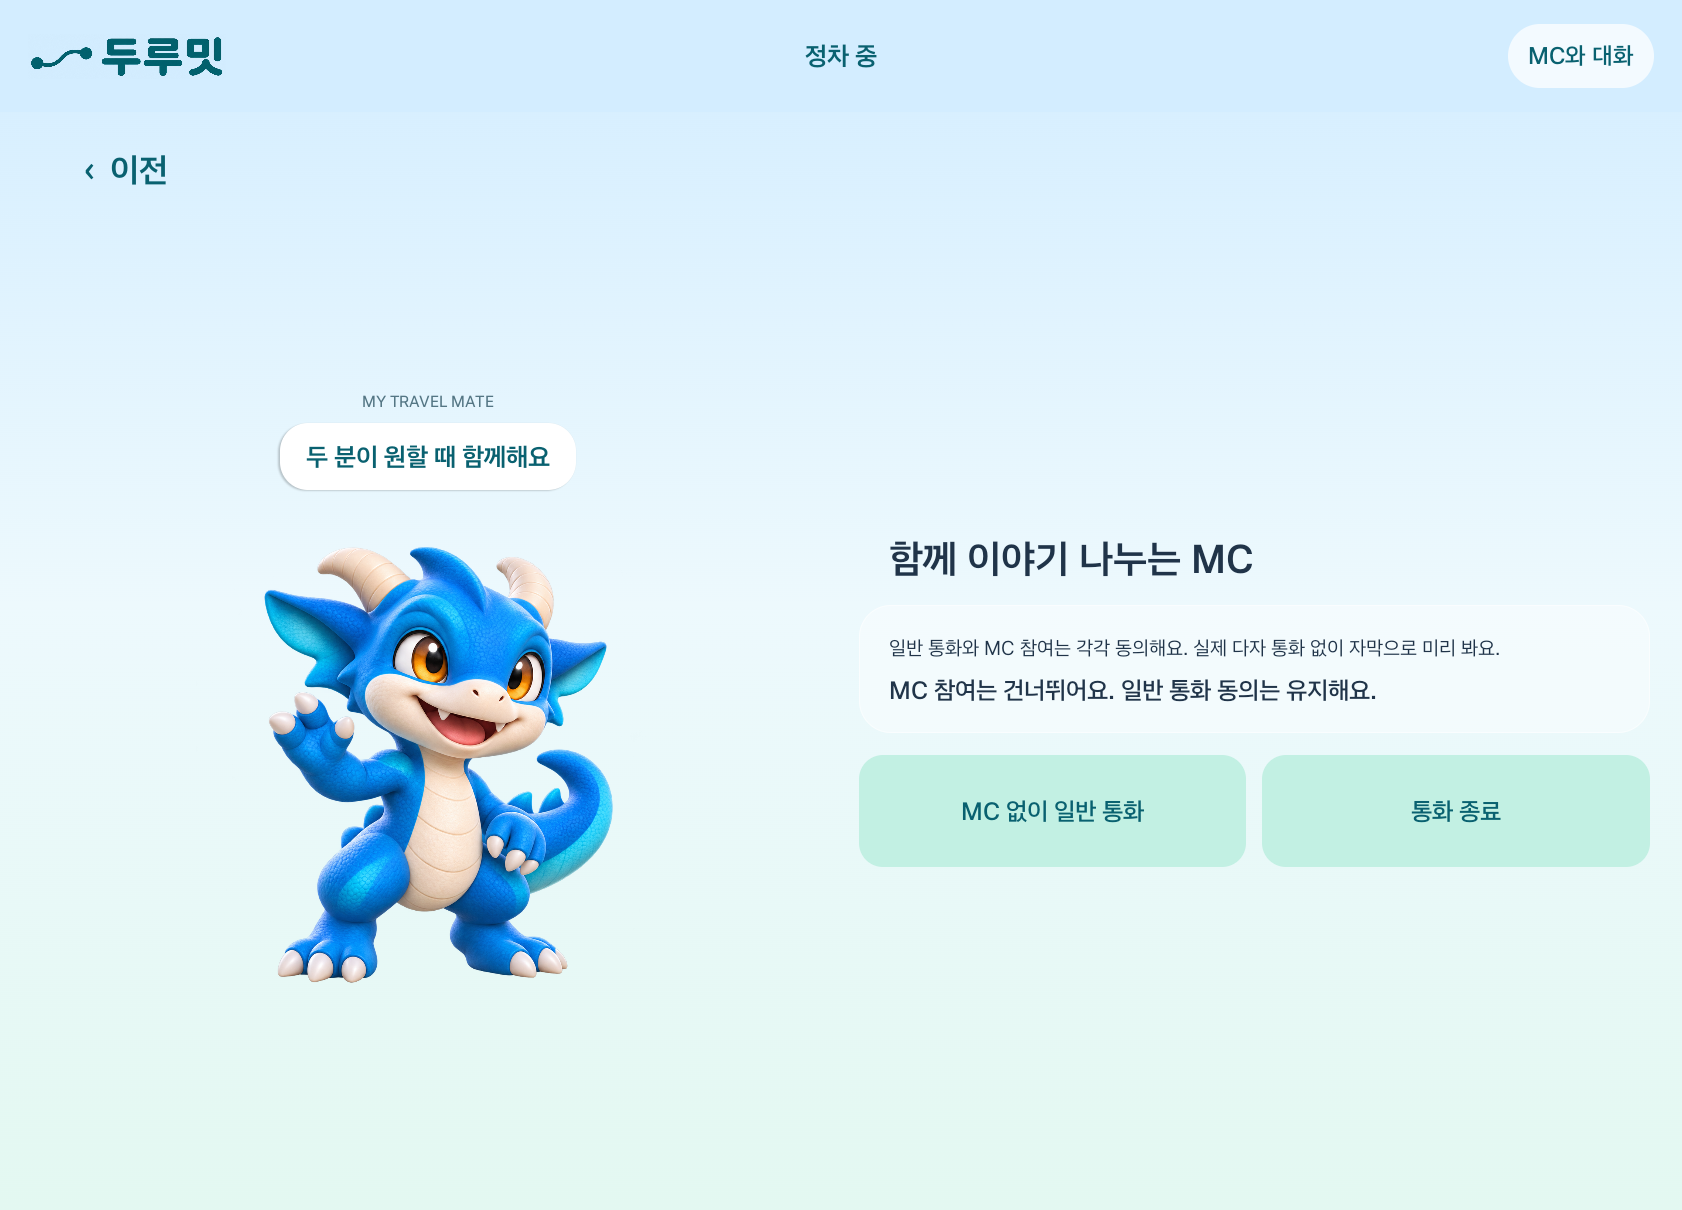 두루밋
정차 중
MC와 대화
‹ 이전
MY TRAVEL MATE
두 분이 원할 때 함께해요
함께 이야기 나누는 MC
일반 통화와 MC 참여는 각각 동의해요. 실제 다자 통화 없이 자막으로 미리 봐요.
MC 참여는 건너뛰어요. 일반 통화 동의는 유지해요.
MC 없이 일반 통화
통화 종료